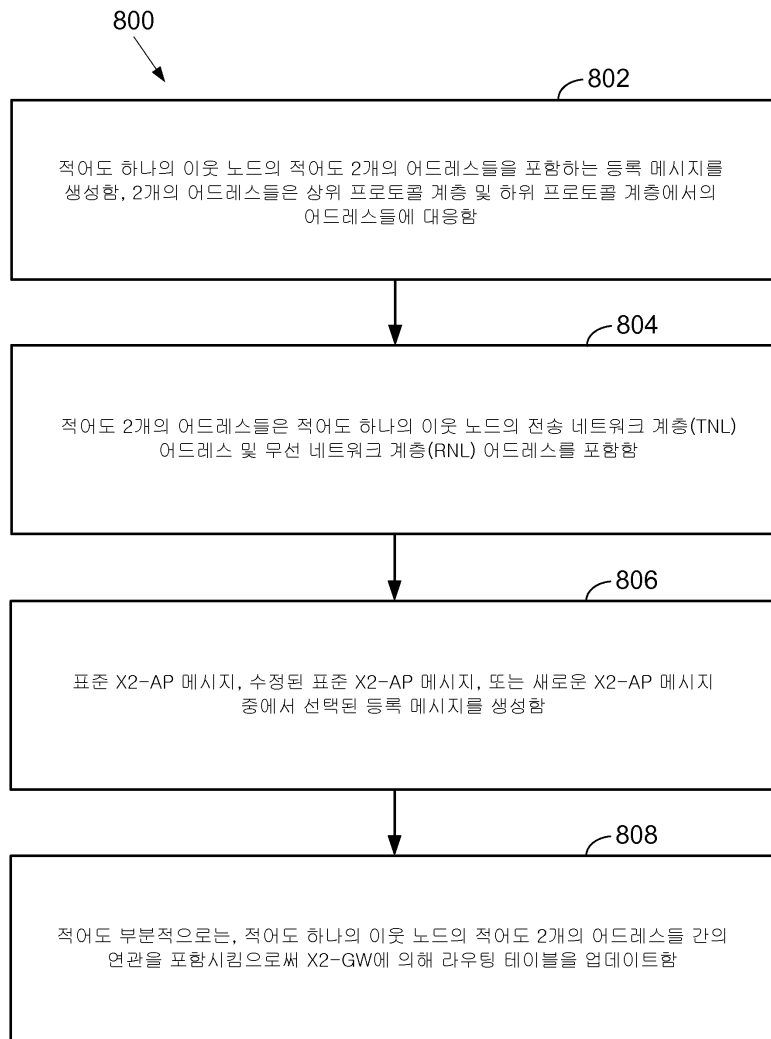 800
802
적어도 하나의 이웃 노드의 적어도 2개의 어드레스들을 포함하는 등록 메시지를
생성함, 2개의 어드레스들은 상위 프로토콜 계층 및 하위 프로토콜 계층에서의
어드레스들에 대응함
804
적어도 2개의 어드레스들은 적어도 하나의 이웃 노드의 전송 네트워크 계층(TNL)
어드레스 및 무선 네트워크 계층(RNL) 어드레스를 포함함
806
표준 X2-AP 메시지, 수정된 표준 X2-AP 메시지, 또는 새로운 X2-AP 메시지
중에서 선택된 등록 메시지를 생성함
808
적어도 부분적으로는, 적어도 하나의 이웃 노드의 적어도 2개의 어드레스들 간의
연관을 포함시킴으로써 X2-GW에 의해 라우팅 테이블을 업데이트함